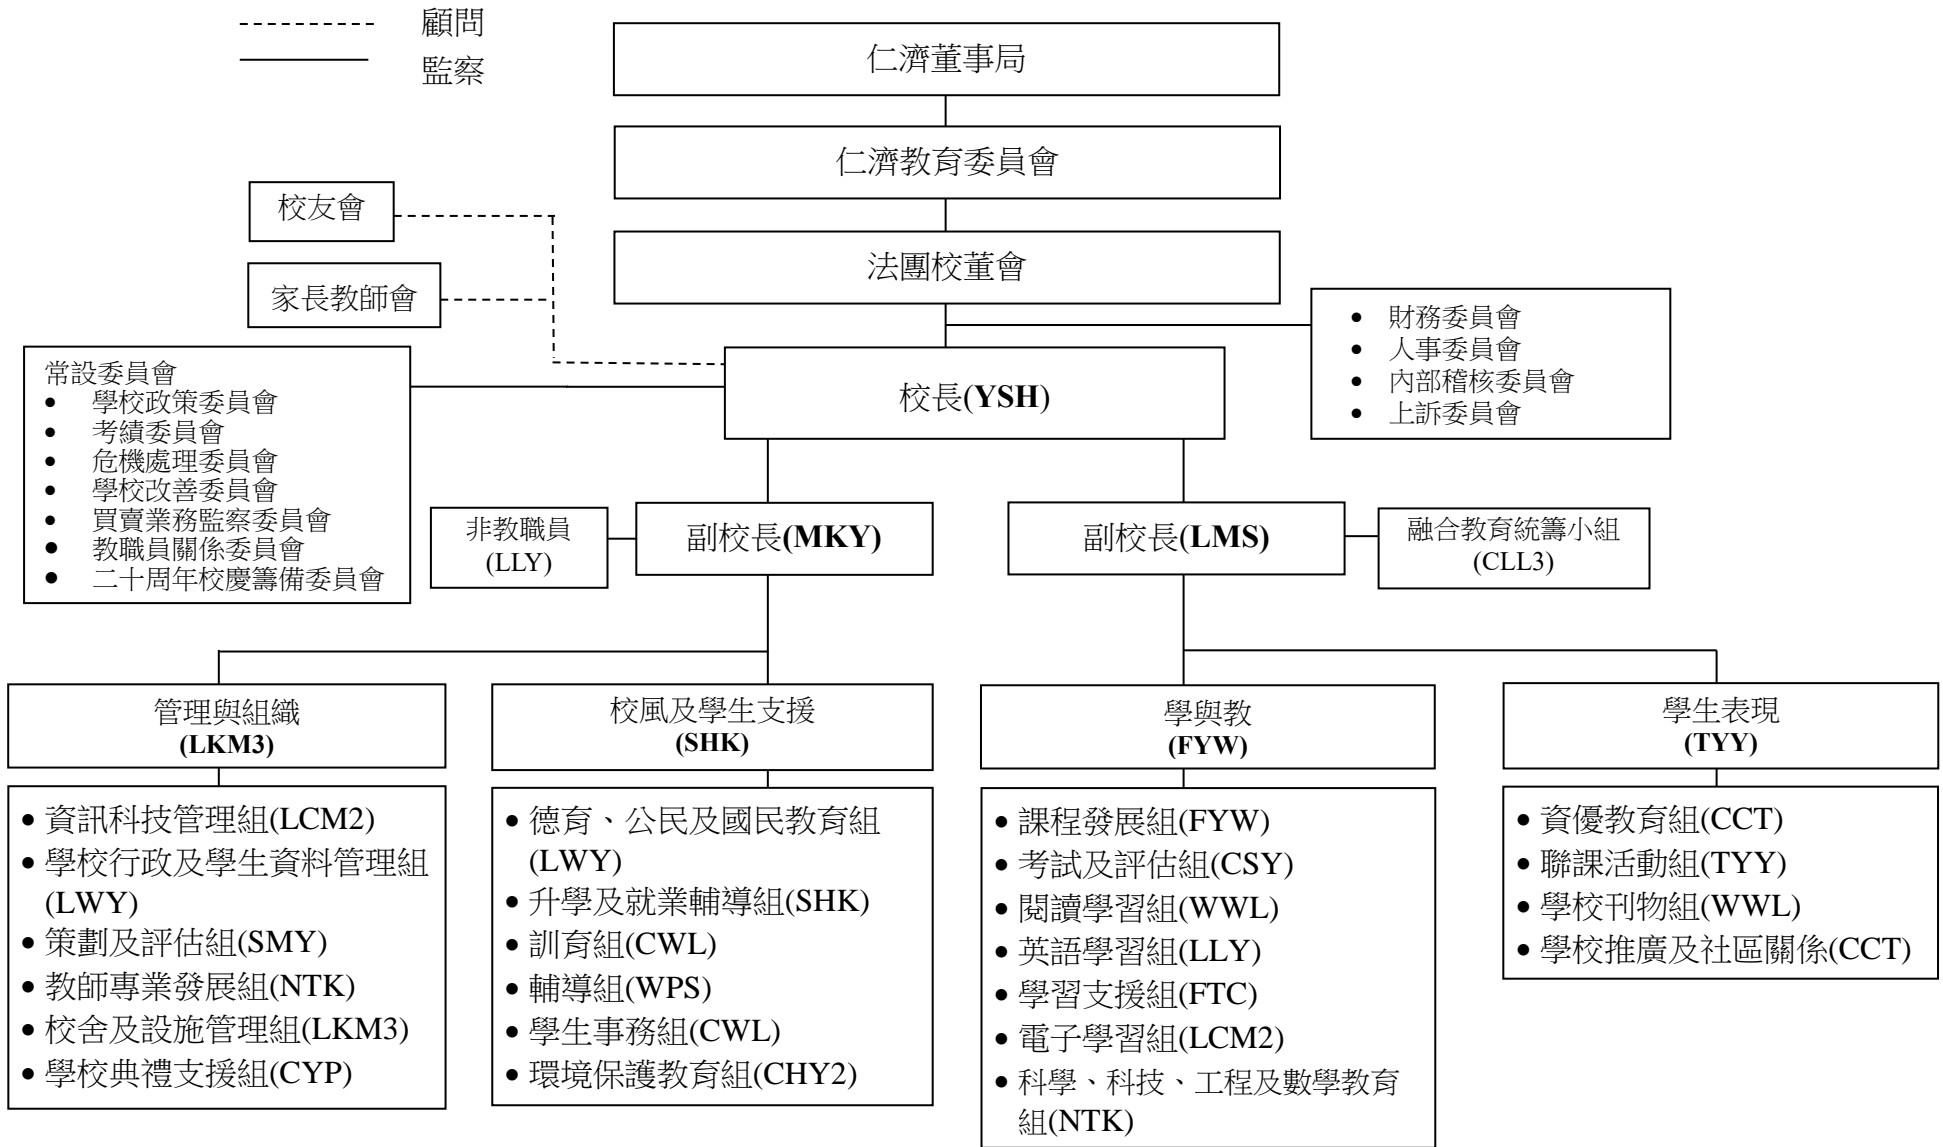 顧問
監察
仁濟董事局
仁濟教育委員會
校友會
法團校董會
家長教師會
• 財務委員會
• 人事委員會
• 內部稽核委員會
• 上訴委員會
常設委員會
• 學校政策委員會
• 考績委員會
• 危機處理委員會
• 學校改善委員會
• 買賣業務監察委員會
• 教職員關係委員會
• 二十周年校慶籌備委員會
校長(YSH)
非教職員
(LLY)
副校長(MKY)
副校長(LMS)
融合教育統籌小組
(CLL3)
管理與組織
(LKM3)
校風及學生支援
(SHK)
學與教
(FYW)
學生表現
(TYY)
• 資訊科技管理組(LCM2)
• 學校行政及學生資料管理組
(LWY)
• 策劃及評估組(SMY)
• 教師專業發展組(NTK)
• 校舍及設施管理組(LKM3)
• 學校典禮支援組(CYP)
• 德育、公民及國民教育組
(LWY)
• 升學及就業輔導組(SHK)
• 訓育組(CWL)
• 輔導組(WPS)
• 學生事務組(CWL)
• 環境保護教育組(CHY2)
• 課程發展組(FYW)
• 考試及評估組(CSY)
• 閱讀學習組(WWL)
• 英語學習組(LLY)
• 學習支援組(FTC)
• 電子學習組(LCM2)
• 科學、科技、工程及數學教育
組(NTK)
• 資優教育組(CCT)
• 聯課活動組(TYY)
• 學校刊物組(WWL)
• 學校推廣及社區關係(CCT)